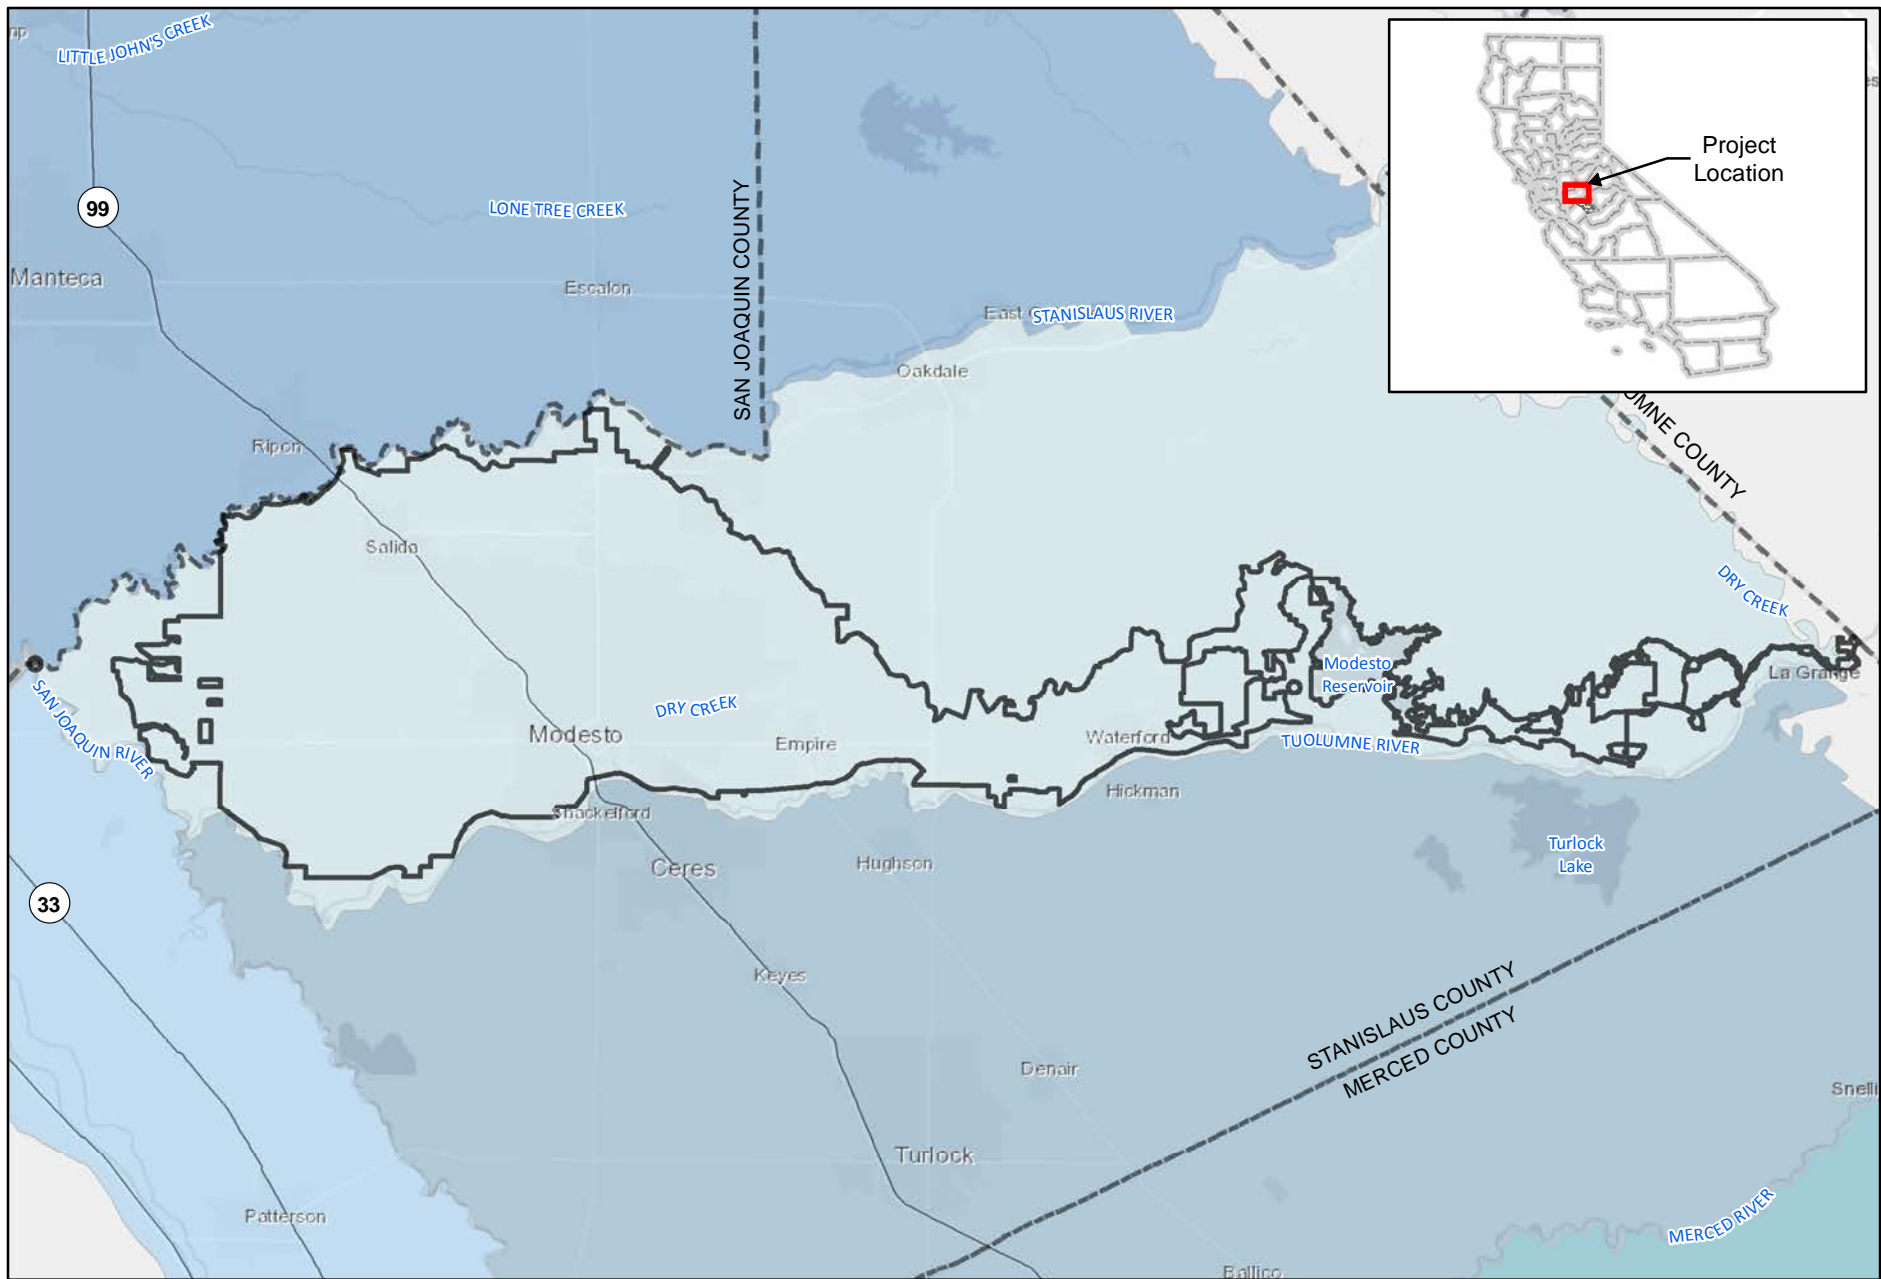 LITTLE JOHN'S CREEK
99
LONE TREE CREEK
SAN JOAQUIN COUNTY
Project
Location
Manteca
Escalon
STANISLAUS RIVER
East
Oakdale
UMNE COUNTY
Ripon
Salida
DRY CREEK
Modesto
Reservoir
La Grange
SAN JOAQUIN RIVER
DRY CREEK
Modesto
Empire
Waterford
TUOLUMNE RIVER
Hickman
Shackelford
Ceres
Hughson
Turlock
Lake
33
Keyes
STANISLAUS COUNTY
MERCED COUNTY
Denair
Snelli
Turlock
Patterson
MERCED RIVER
Ballico